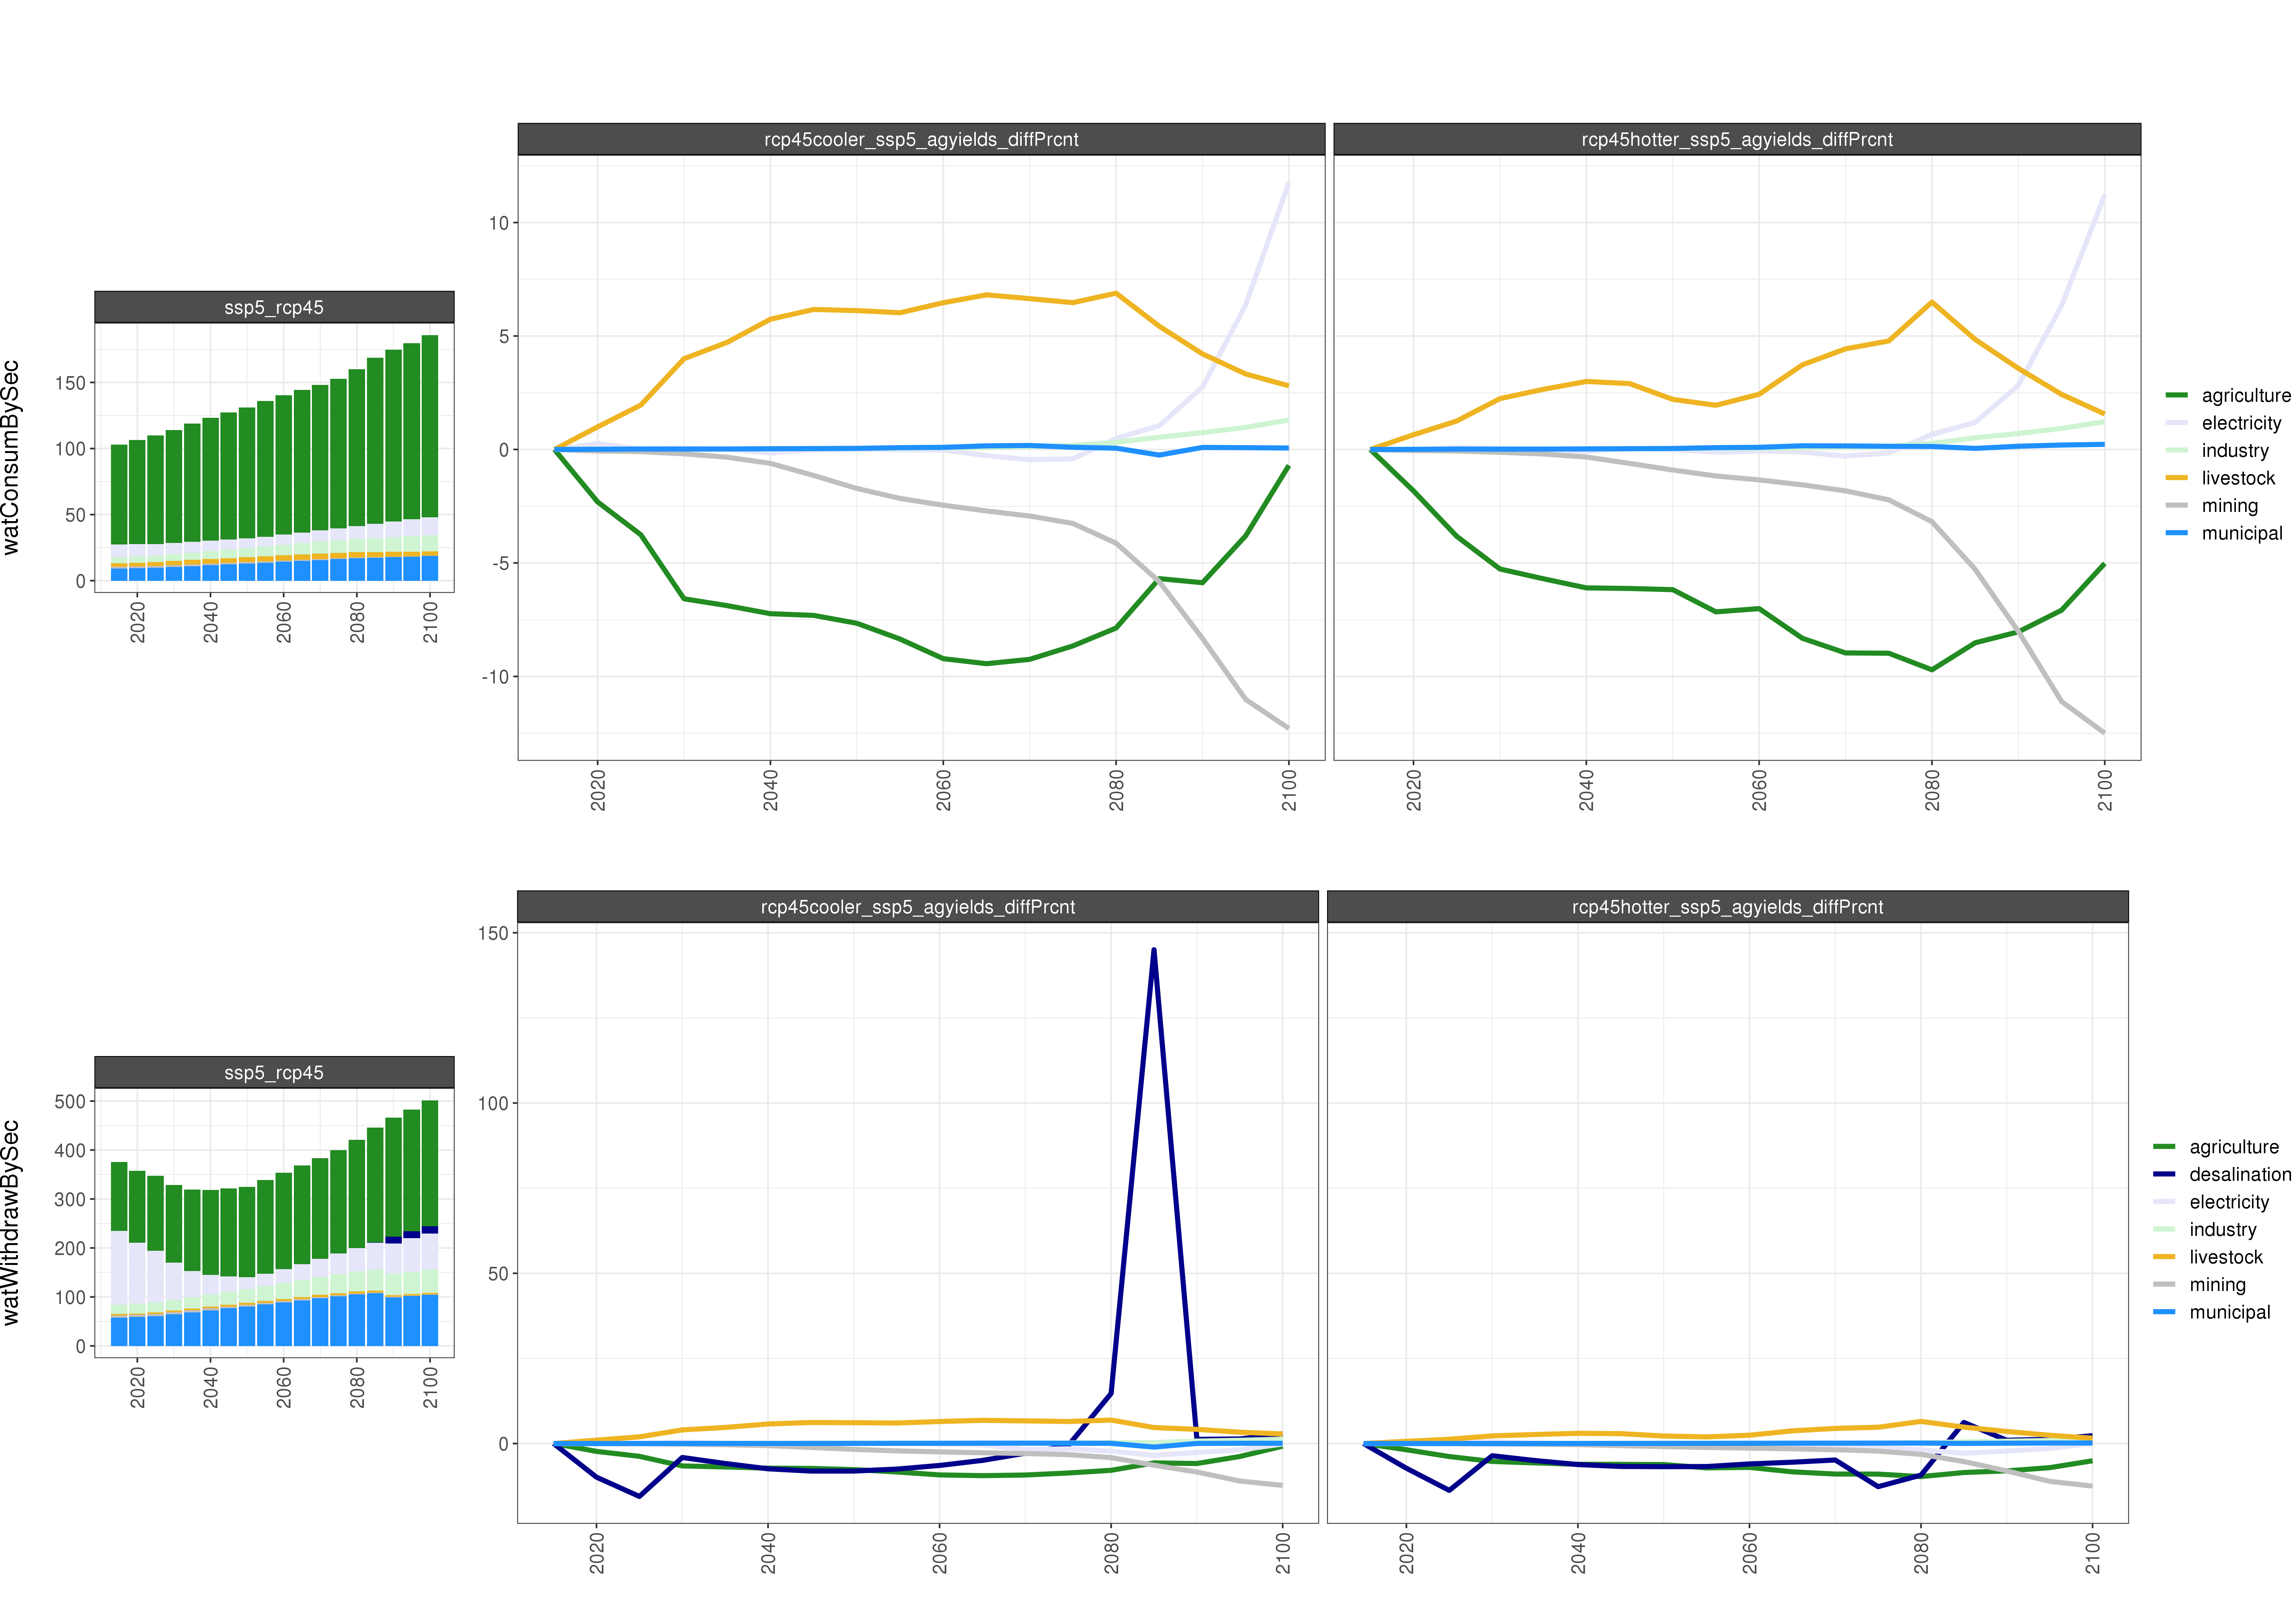 rcp45cooler_ssp5_agyields_diffPrcnt
rcp45hotter_ssp5_agyields_diffPrcnt
10
5
0
-5
-10
2020
2040
2060
2080
2100
2020
2040
2060
2080
2100
ssp5_rcp45
watConsumBySec
150
100
50
0
2020
2040
2060
2080
2100
agriculture
electricity
industry
livestock
mining
municipal
rcp45cooler_ssp5_agyields_diffPrcnt
rcp45hotter_ssp5_agyields_diffPrcnt
150
100
50
0
2020
2040
2060
2080
2100
2020
2040
2060
2080
2100
ssp5_rcp45
watWithdrawBySec
500
400
300
200
100
0
2020
2040
2060
2080
2100
agriculture
desalination
electricity
industry
livestock
mining
municipal